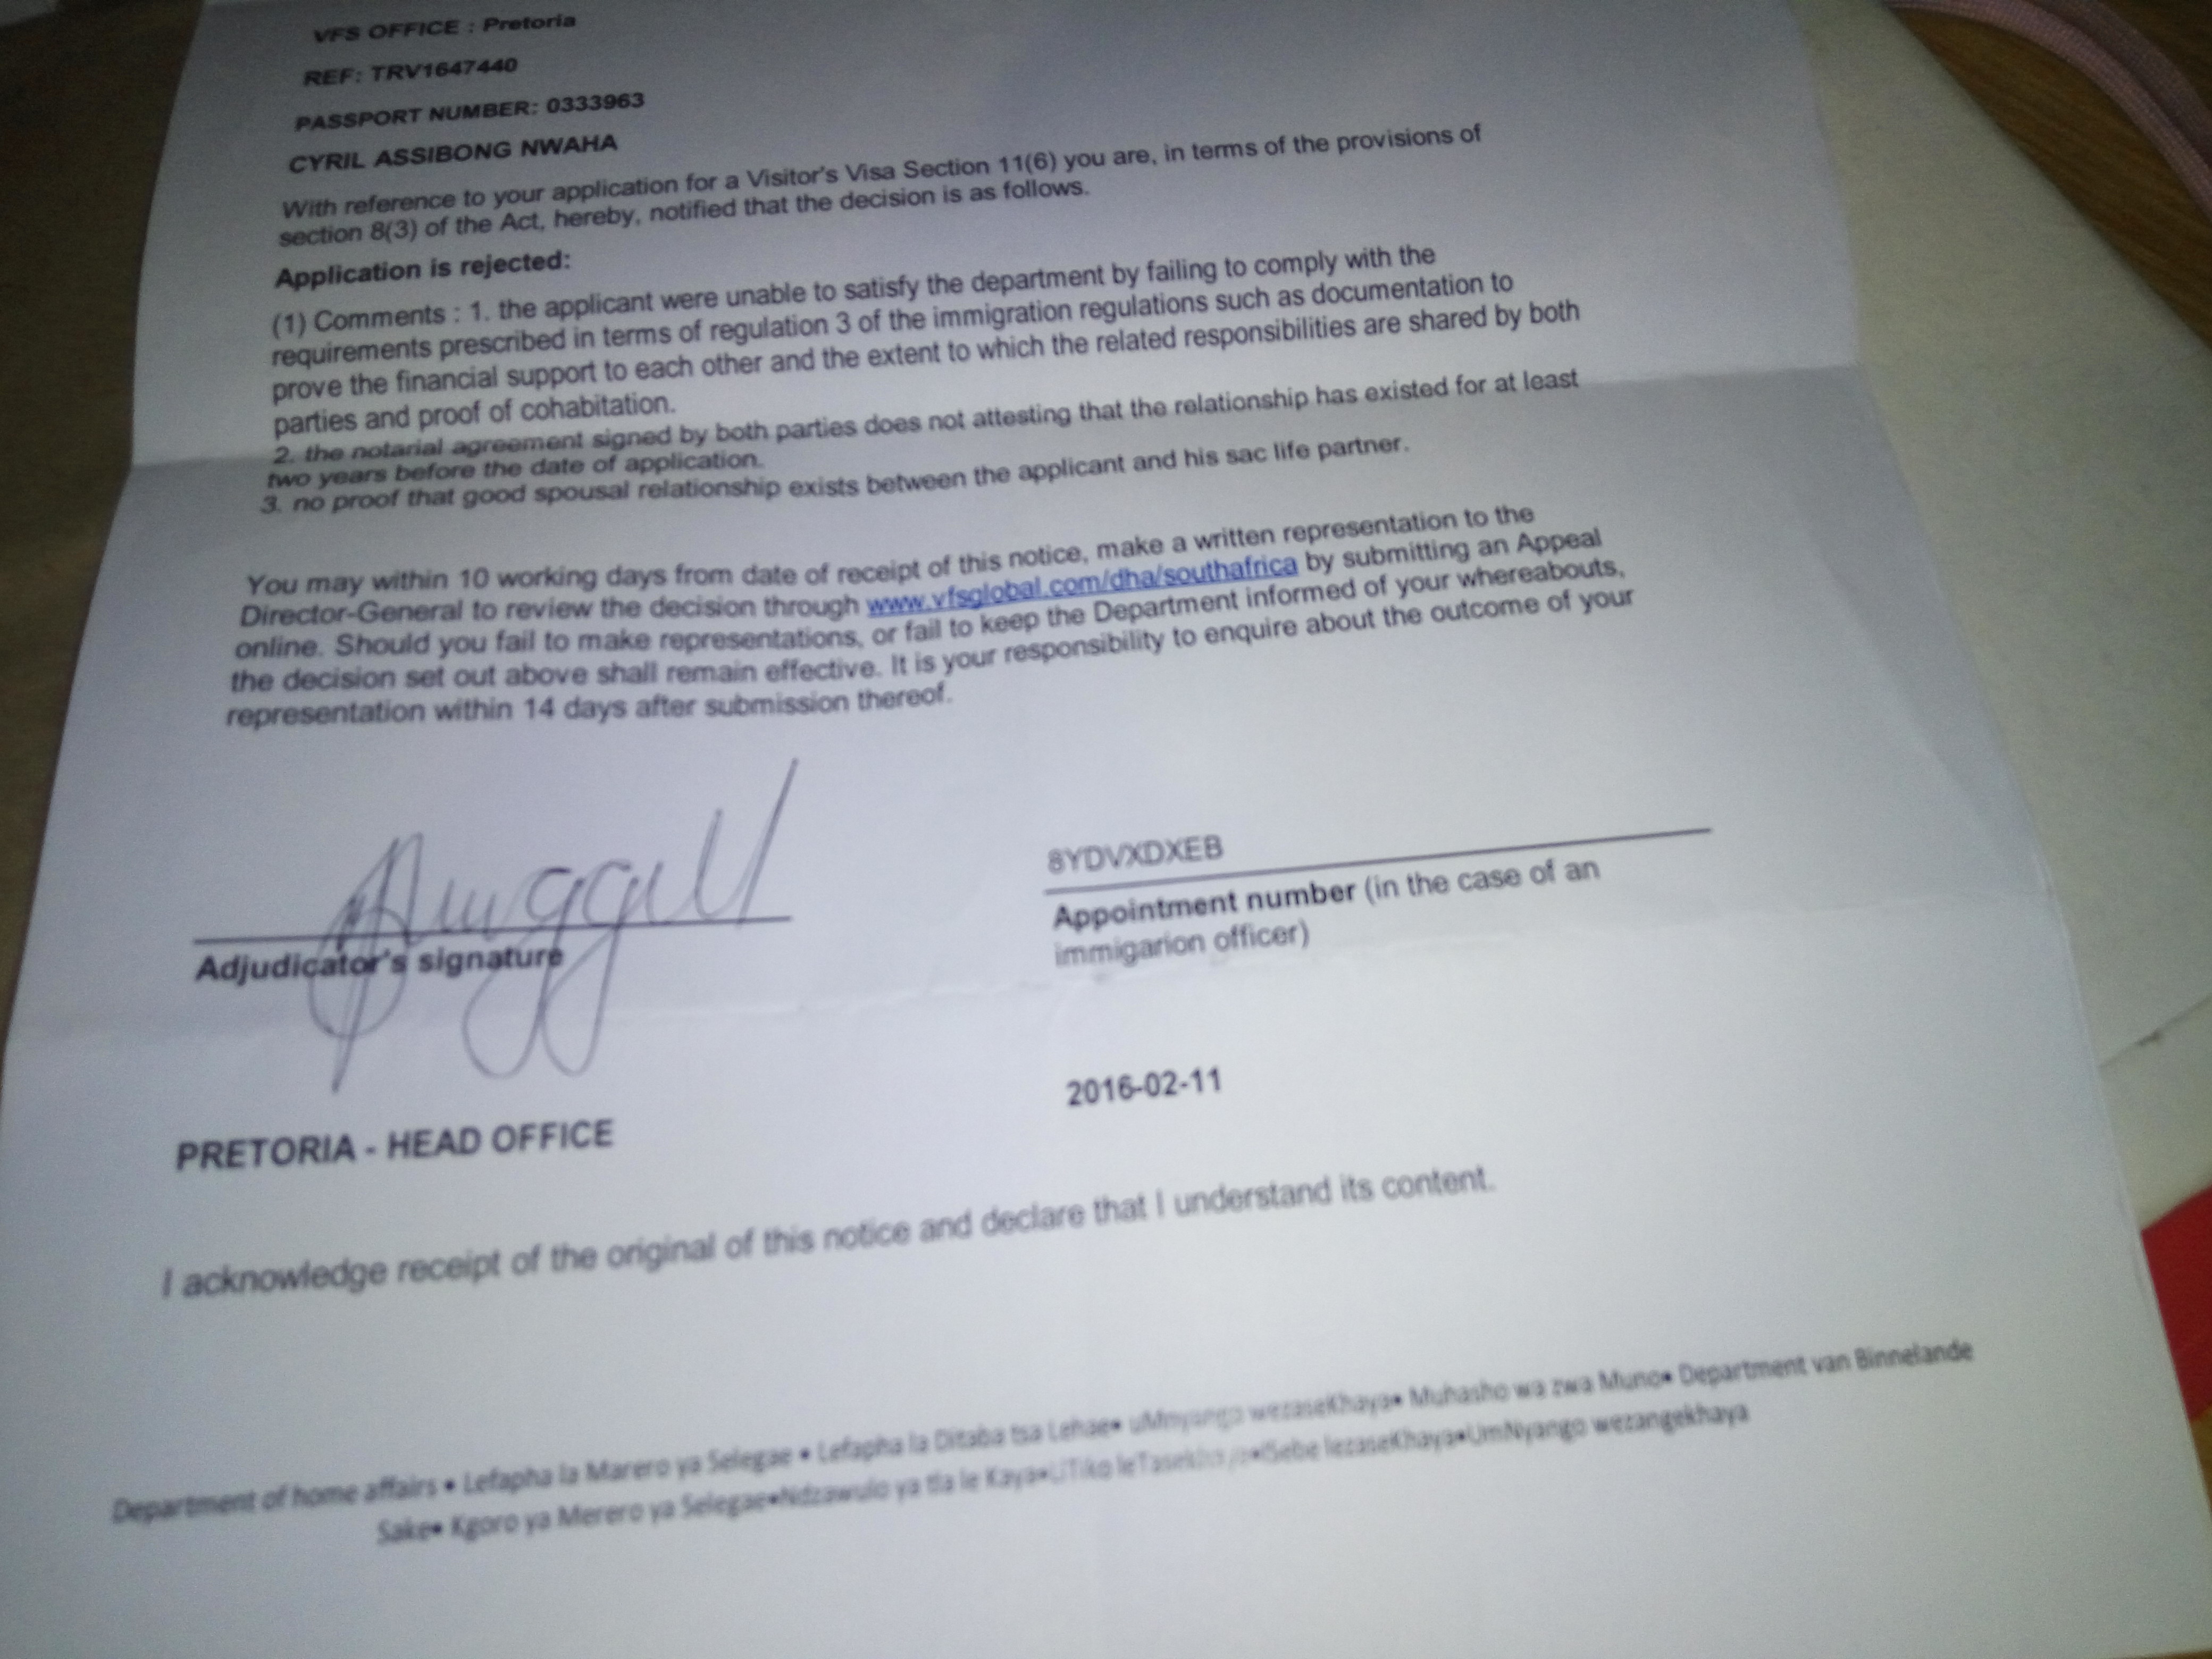 VFS OFFICE : Pretoria
REF: TRV1647440
PASSPORT NUMBER: 0333963
CYRIL ASSIBONG NWAHA
With reference to your application for a Visitor's Visa Section 11(6) you are, in terms of the provisions of
section 8(3) of the Act, hereby, notified that the decision is as follows.
Application is rejected:
(1) Comments : 1. the applicant were unable to satisfy the department by failing to comply with the
requirements prescribed in terms of regulation 3 of the immigration regulations such as documentation to
prove the financial support to each other and the extent to which the related responsibilities are shared by both
parties and proof of cohabitation.
2. the notarial agreement signed by both parties does not attesting that the relationship has existed for at least
two years before the date of application.
3. no proof that good spousal relationship exists between the applicant and his sac life partner.
You may within 10 working days from date of receipt of this notice, make a written representation to the
Director-General to review the decision through www.vfsglobal.com/dha/southafrica by submitting an Appeal
online. Should you fail to make representations, or fail to keep the Department informed of your whereabouts,
the decision set out above shall remain effective. It is your responsibility to enquire about the outcome of your
representation within 14 days after submission thereof.
8YDVXDXEB
Adjudicator's signature
Appointment number (in the case of an
immigarion officer)
2016-02-11
PRETORIA - HEAD OFFICE
I acknowledge receipt of the original of this notice and declare that I understand its content.
Department of home affairs • Lefapha la Marero ya Selegae • Lefapha la Ditaba tsa Lehae• uMnyango wezaseKhaya• Muhasho wa zwa Muno• Department van Binnelande
Sake• Kgoro ya Merero ya Selegae•Ndzawulo ya tla le Kaya•LiTiko •ISebe lezaseKhaya•UmNyango wezangekhaya